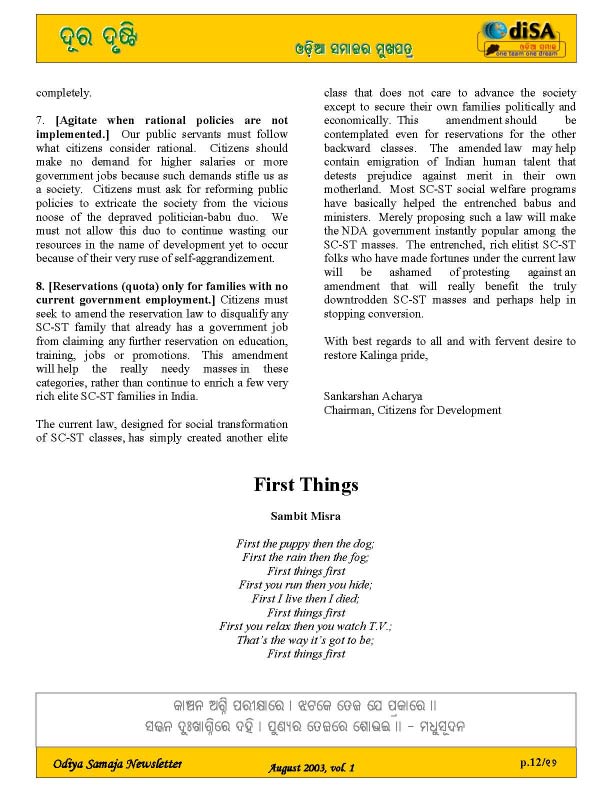 ଦୂର ଦୃଷ୍ଟି
ଓଡ଼ିଆ ସମାଜର ମୁଖପତ୍ର
diSA
ଓଡ଼ିଆ ସମାଜ
one team one dream
completely.
7. [Agitate when rational policies are not
implemented.] Our public servants must follow
what citizens consider rational. Citizens should
make no demand for higher salaries or more
government jobs because such demands stifle us as
a society. Citizens must ask for reforming public
policies to extricate the society from the vicious
noose of the depraved politician-babu duo. We
must not allow this duo to continue wasting our
resources in the name of development yet to occur
because of their very ruse of self-aggrandizement.
8. [Reservations (quota) only for families with no
current government employment.] Citizens must
seek to amend the reservation law to disqualify any
SC-ST family that already has a government job
from claiming any further reservation on education,
training, jobs or promotions. This amendment
will help the really needy masses in these
categories, rather than continue to enrich a few very
rich elite SC-ST families in India.
The current law, designed for social transformation
of SC-ST classes, has simply created another elite
class that does not care to advance the society
except to secure their own families politically and
economically. This amendment should be
contemplated even for reservations for the other
backward classes. The amended law may help
contain emigration of Indian human talent that
detests prejudice against merit in their own
motherland. Most SC-ST social welfare programs
have basically helped the entrenched babus and
ministers. Merely proposing such a law will make
the NDA government instantly popular among the
SC-ST masses. The entrenched, rich elitist SC-ST
folks who have made fortunes under the current law
will be ashamed of protesting against an
amendment that will really benefit the truly
downtrodden SC-ST masses and perhaps help in
stopping conversion.
With best regards to all and with fervent desire to
restore Kalinga pride,
Sankarshan Acharya
Chairman, Citizens for Development
First Things
Sambit Misra
First the puppy then the dog;
First the rain then the fog;
First things first
First you run then you hide;
First I live then I died;
First things first
First you relax then you watch T.V.;
That's the way it's got to be;
First things first
କାଞ୍ଚନ ଅଗ୍ନି ପରୀକ୍ଷାରେ । ଝଟକେ ତେଜ ଯେ ପ୍ରକାରେ ॥
ସଜ୍ଜନ ଦୁଃଖାଗ୍ନିରେ ଦହି । ପୁଣ୍ୟର ତେଜରେ ଶୋଭଇ ॥ - ମଧୁସୂଦନ
Odiya Samaja Newsletter
August 2003, vol. 1
p.12/୧୨